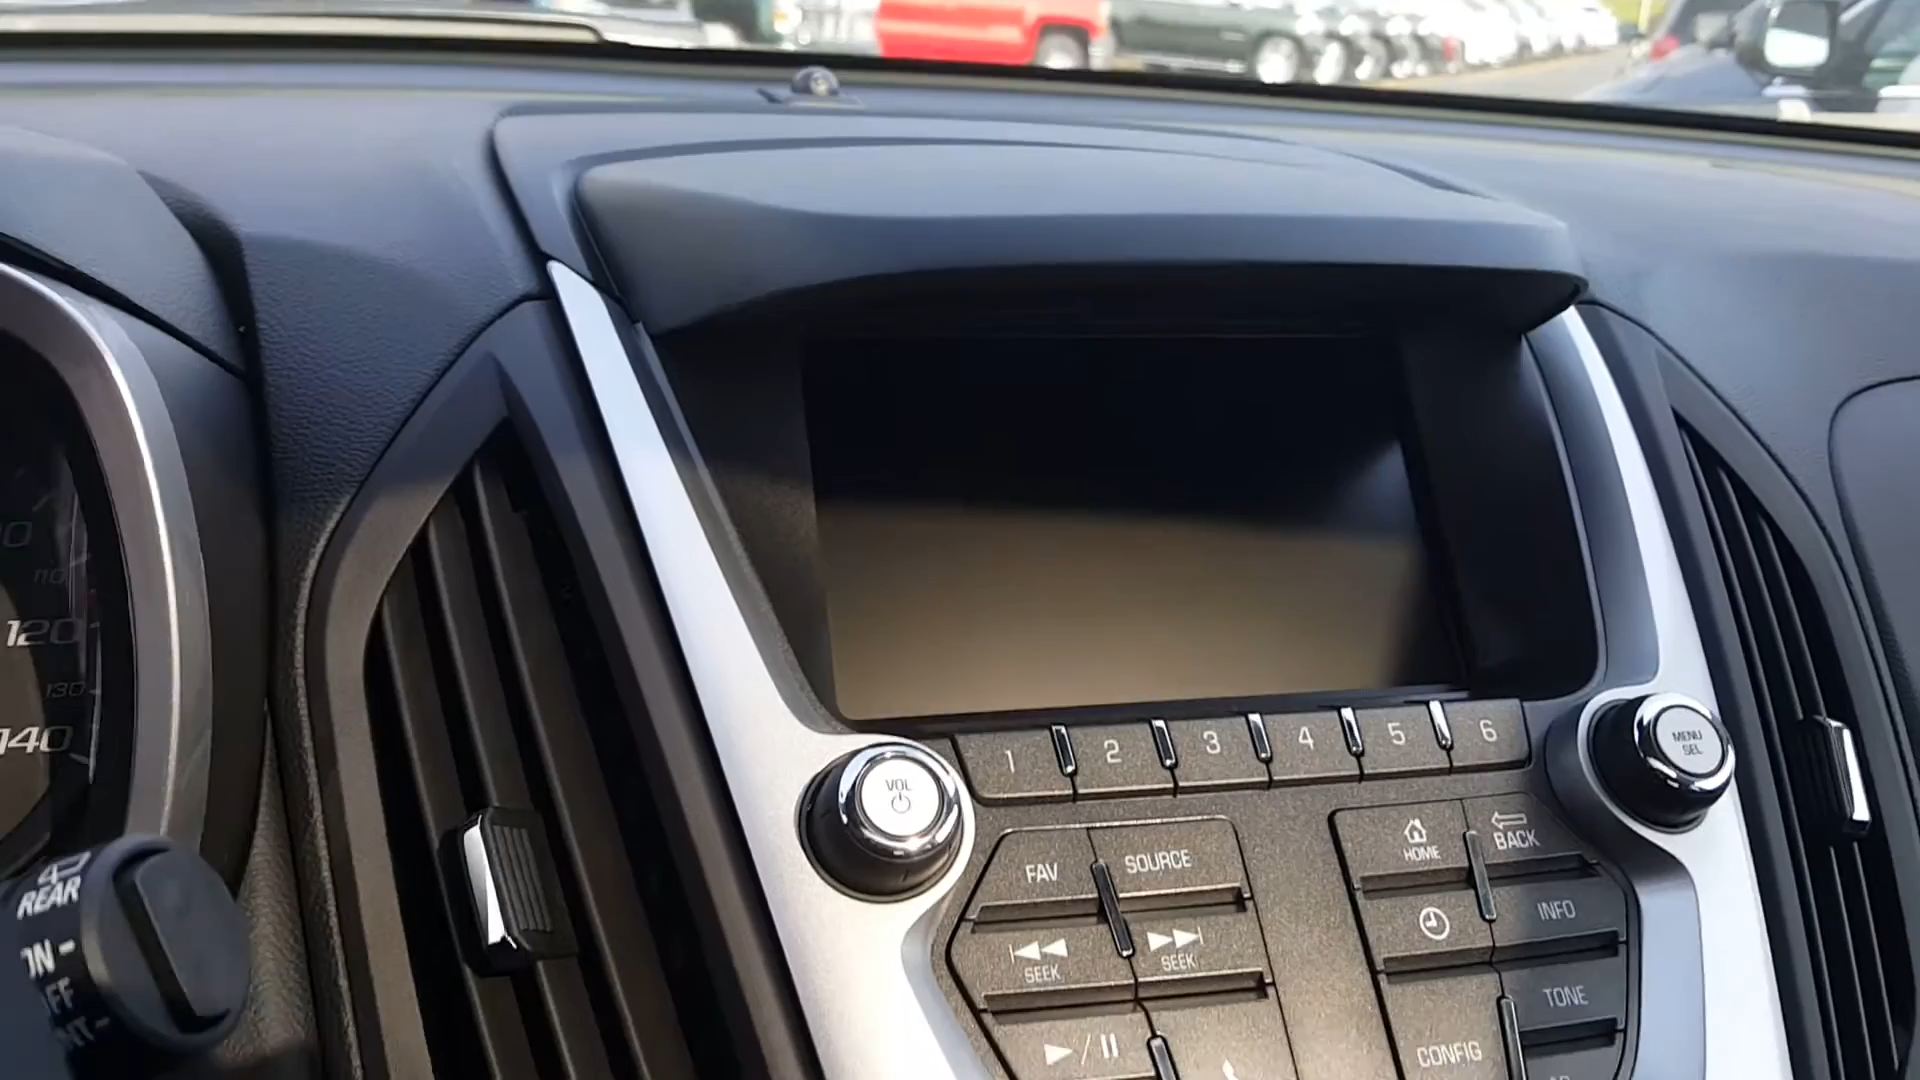 110
120
130
140
REAR
ON -
1
2
3
4
5
6
VOL
MENU
SEL
FAV
SOURCE
HOME
BACK
SEEK
SEEK
INFO
TONE
CONFIG